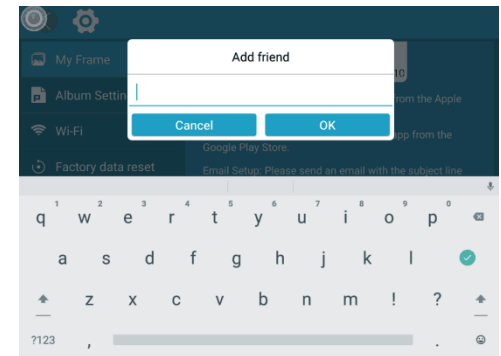 My Frame
Add friend
10
Album Settin
from the Apple
Wi-Fi
Cancel
OK
app from the
Google Play Store.
Factory data reset
Email Setup: Please send an email with the subject line
1 2 3 4 5 6 7 8 9 0
q w e r t y u i o p
a s d f g h j k l
z x c v b n m ! ?
?123 , .